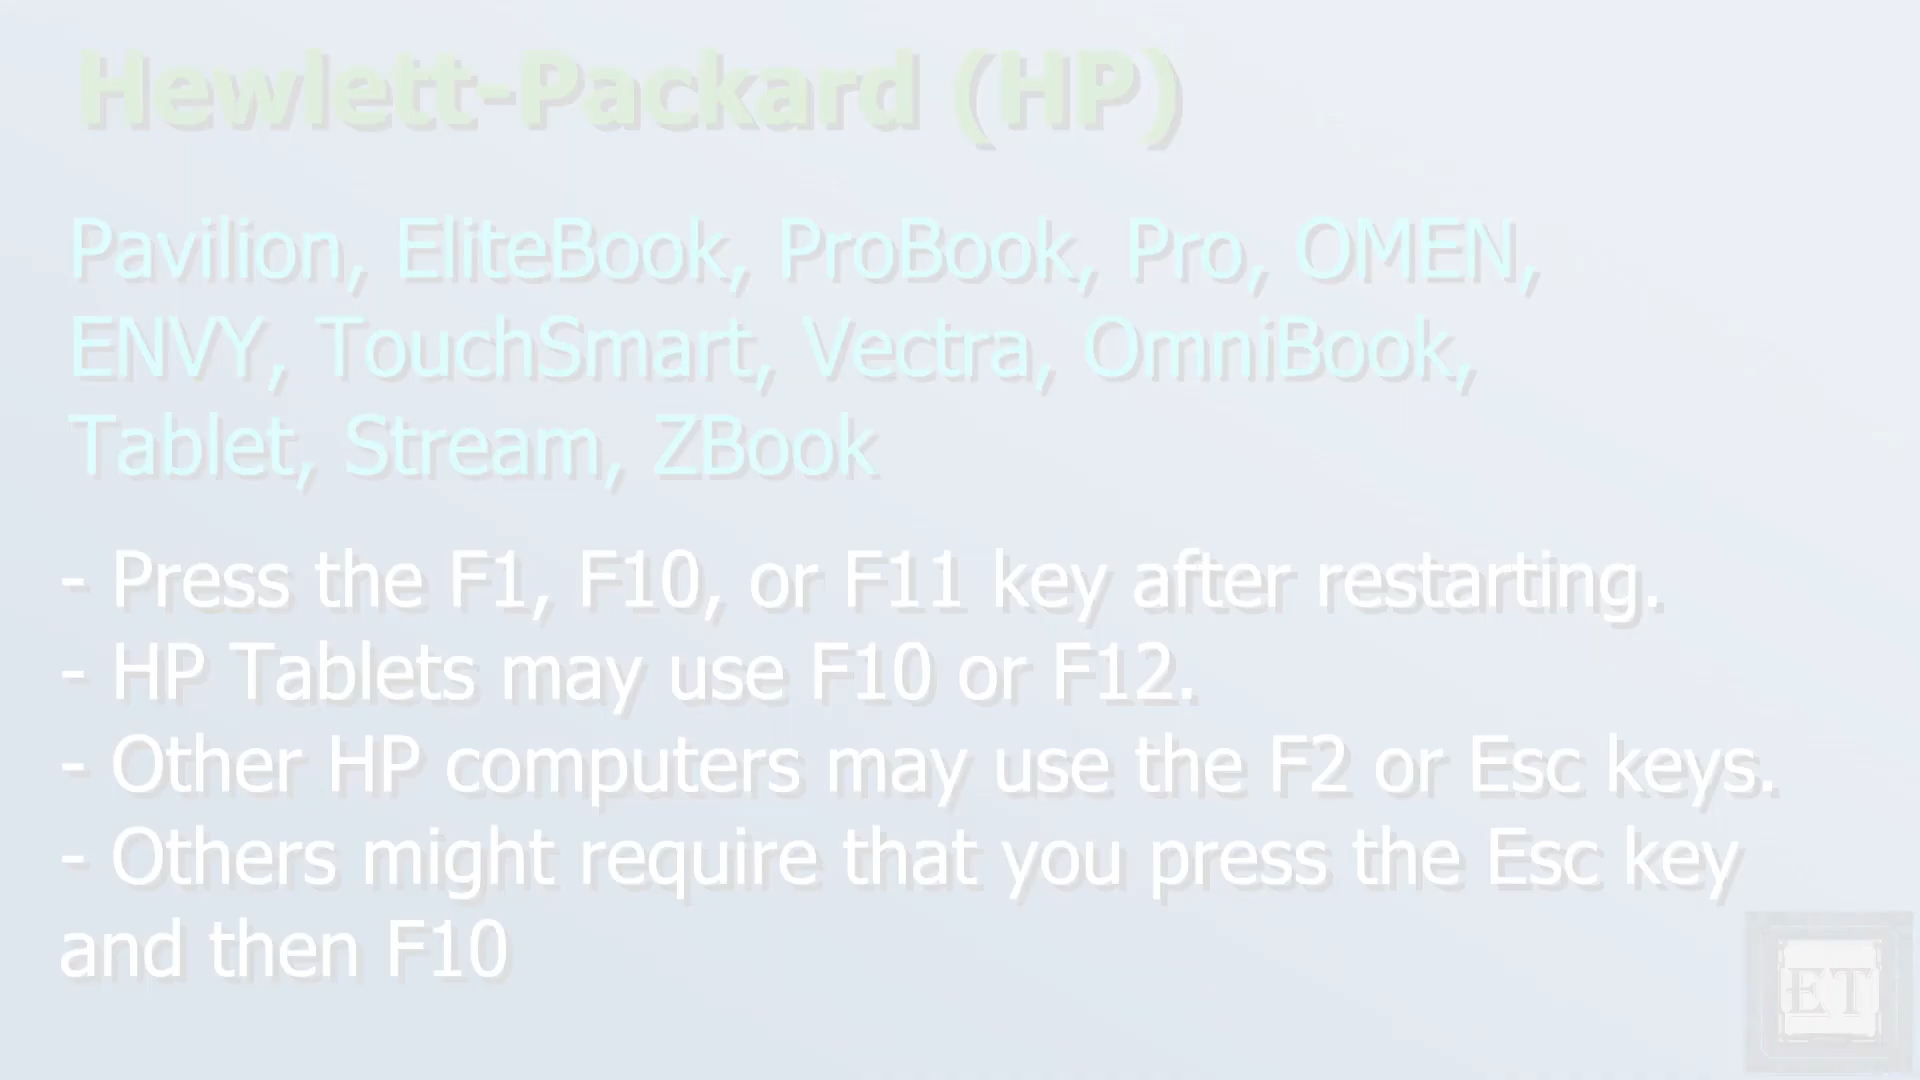 Hewlett-Packard (HP)
Pavilion, EliteBook, ProBook, Pro, OMEN,
ENVY, TouchSmart, Vectra, OmniBook,
Tablet, Stream, ZBook
- Press the F1, F10, or F11 key after restarting.
- HP Tablets may use F10 or F12.
- Other HP computers may use the F2 or Esc keys.
- Others might require that you press the Esc key
and then F10
ET